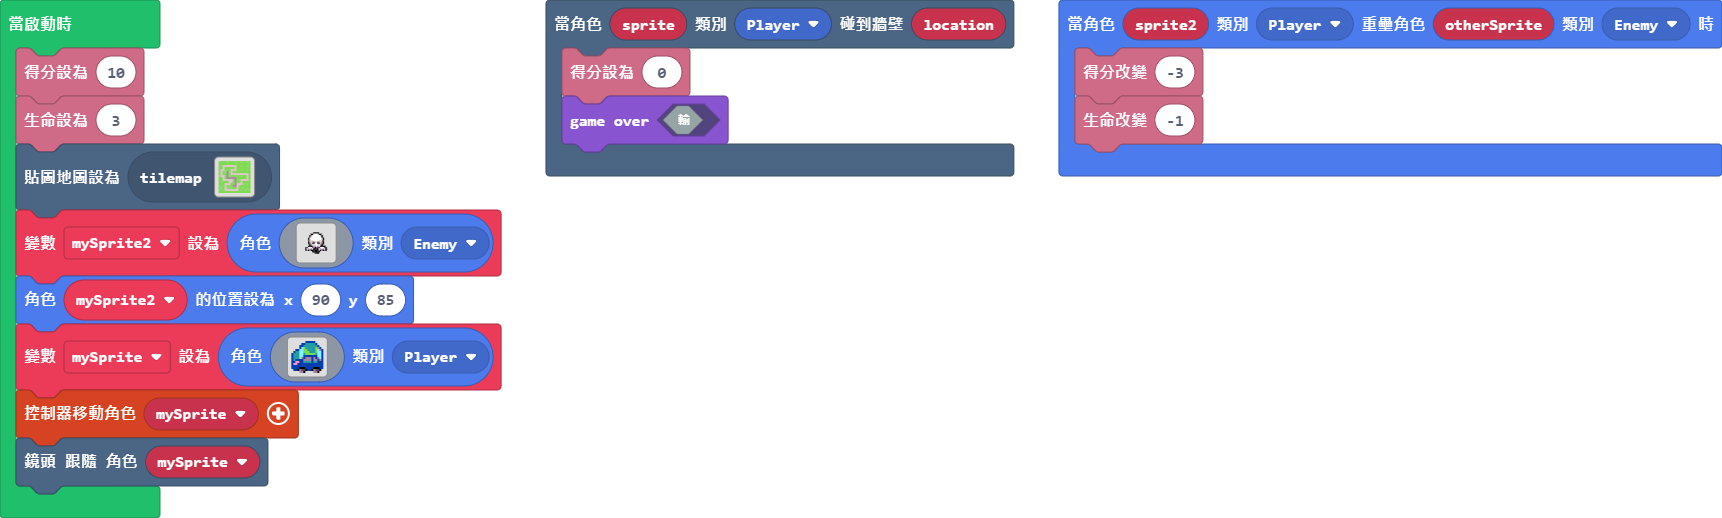 當啟動時
得分設為 10
生命設為 3
貼圖地圖設為 tilemap
變數 mySprite2 設為 角色 類別 Enemy
角色 mySprite2 的位置設為 x 90 y 85
變數 mySprite 設為 角色 類別 Player
控制器移動角色 mySprite
鏡頭 跟隨 角色 mySprite
當角色 sprite 類別 Player 碰到牆壁 location
得分設為 0
game over 輸
當角色 sprite2 類別 Player 重疊角色 otherSprite 類別 Enemy 時
得分改變 -3
生命改變 -1